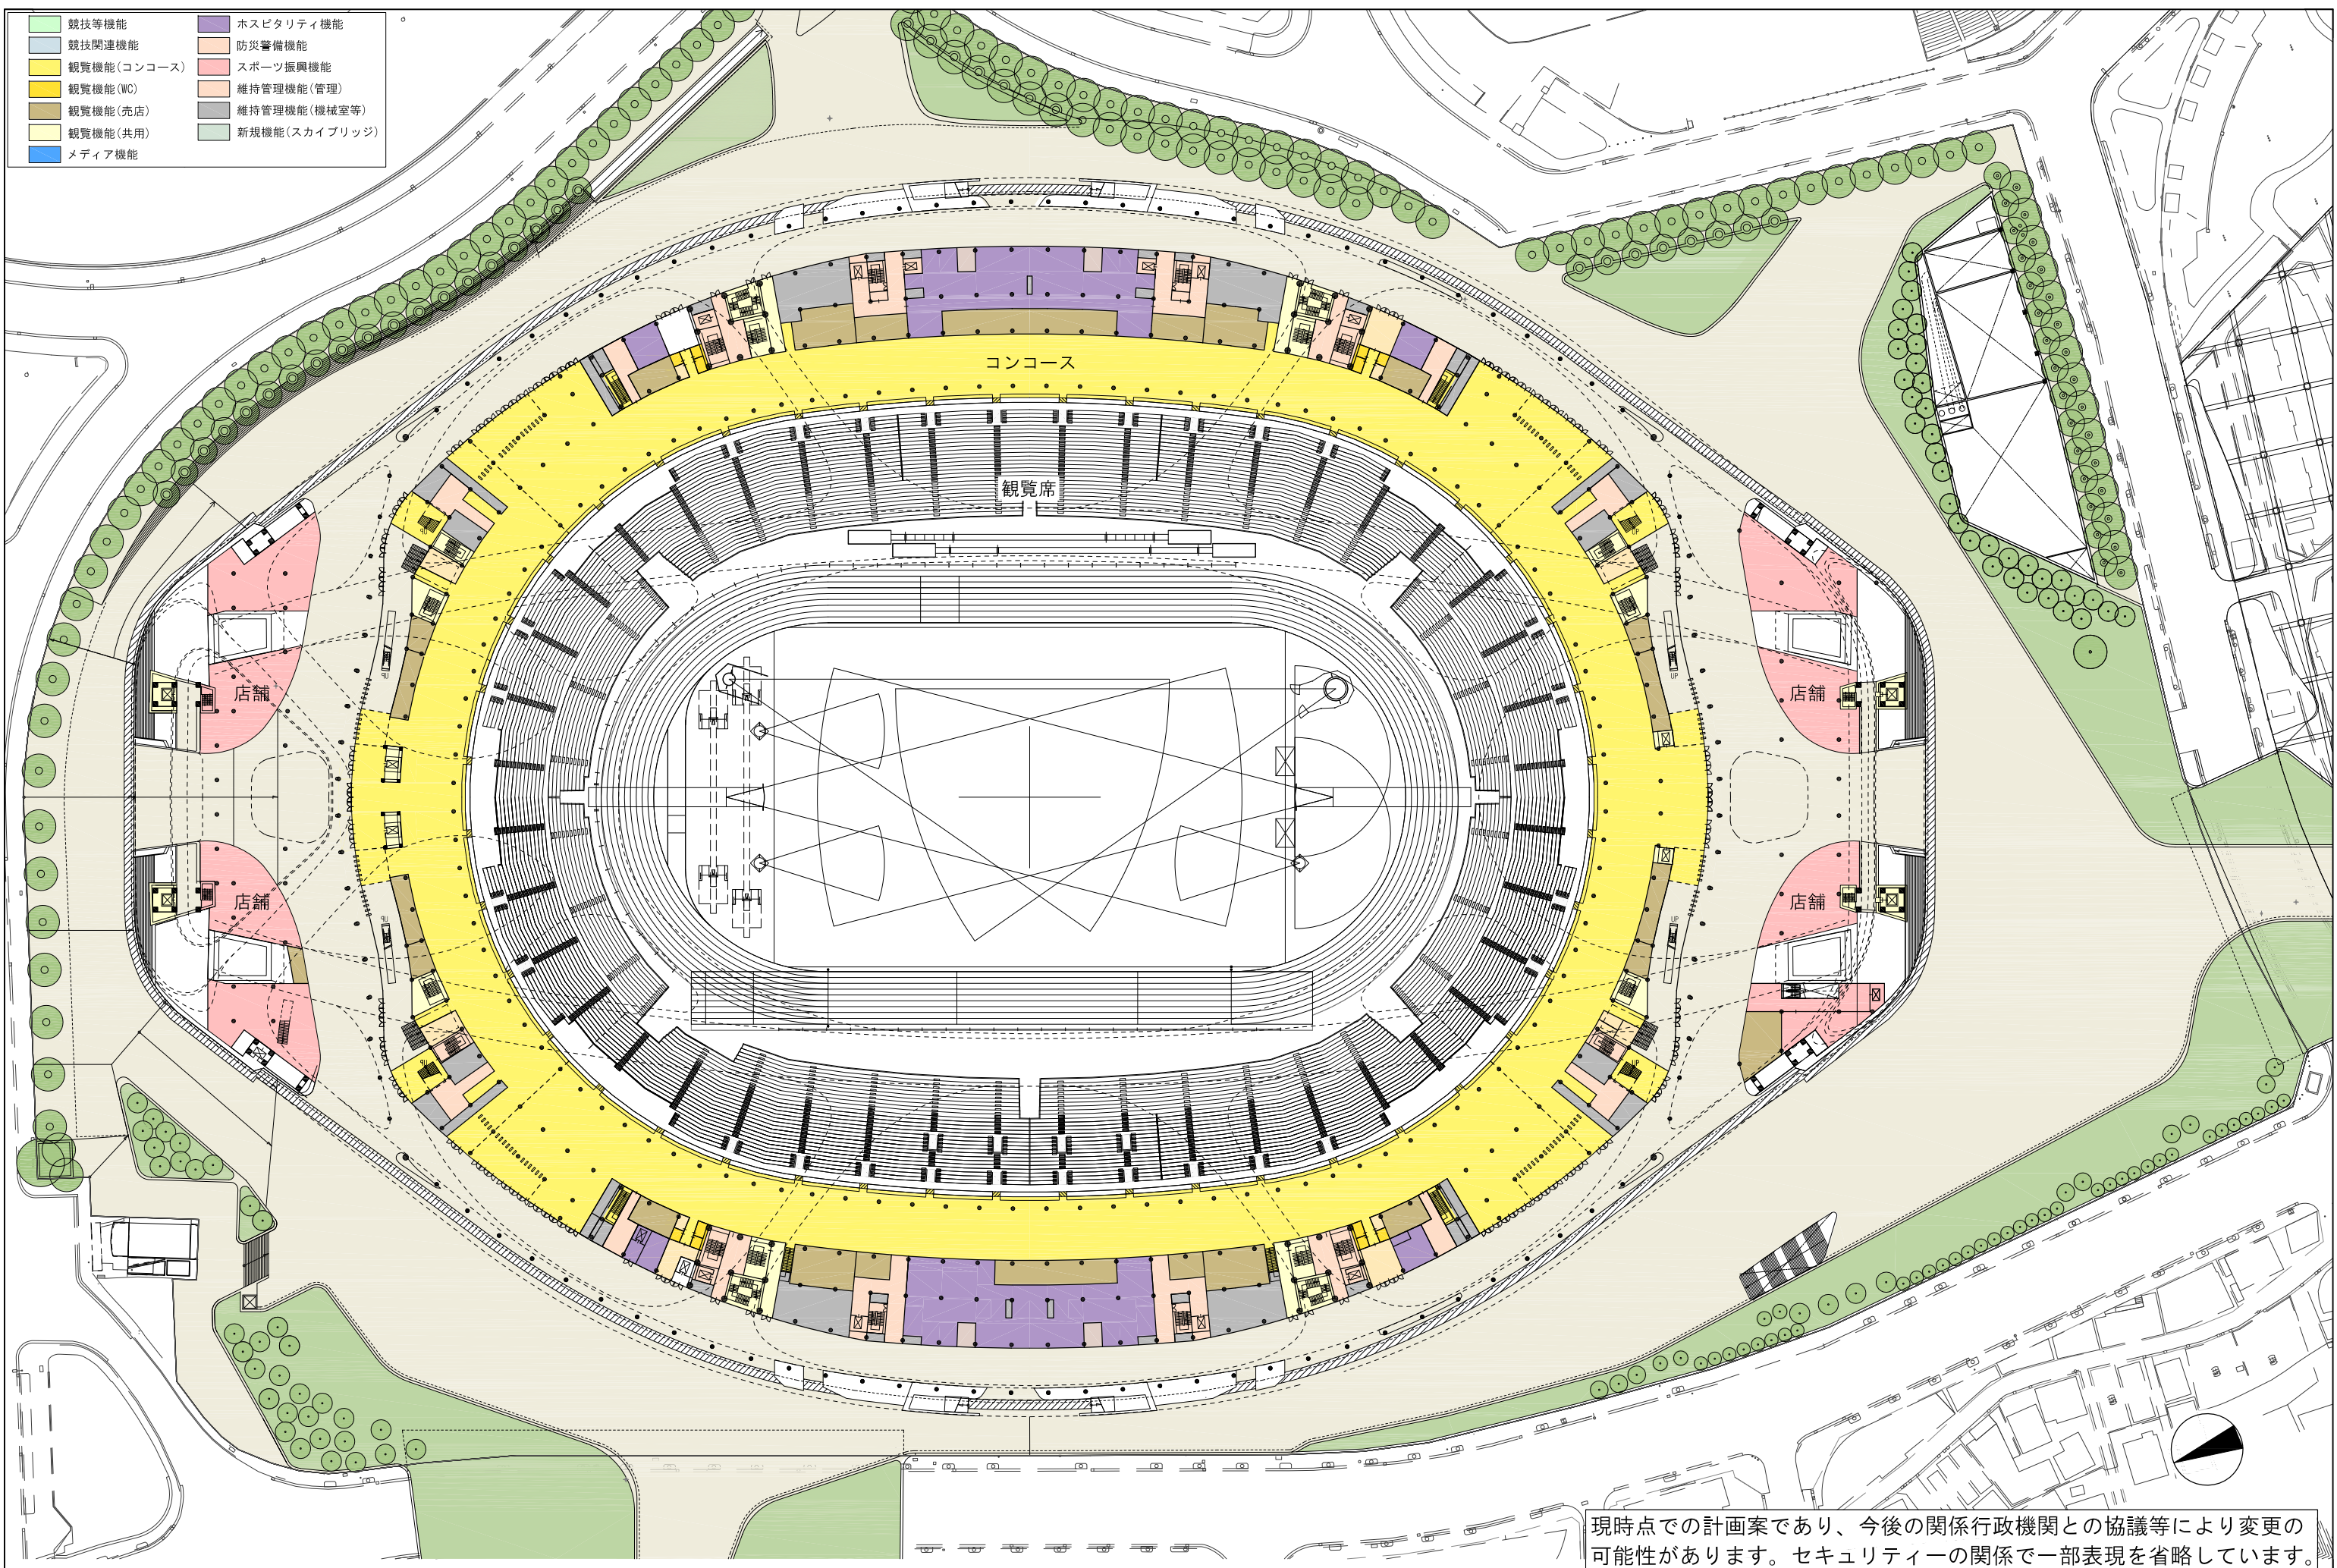 競技等機能
競技関連機能
観覧機能(コンコース)
観覧機能(WC)
観覧機能(売店)
観覧機能(共用)
メディア機能
ホスピタリティ機能
防災警備機能
スポーツ振興機能
維持管理機能(管理)
維持管理機能(機械室等)
新規機能(スカイブリッジ)
コンコース
観覧席
店舗
店舗
店舗
店舗
UP
UP
UP
UP
UP
UP
UP
UP
現時点での計画案であり、今後の関係行政機関との協議等により変更の
可能性があります。セキュリティーの関係で一部表現を省略しています。